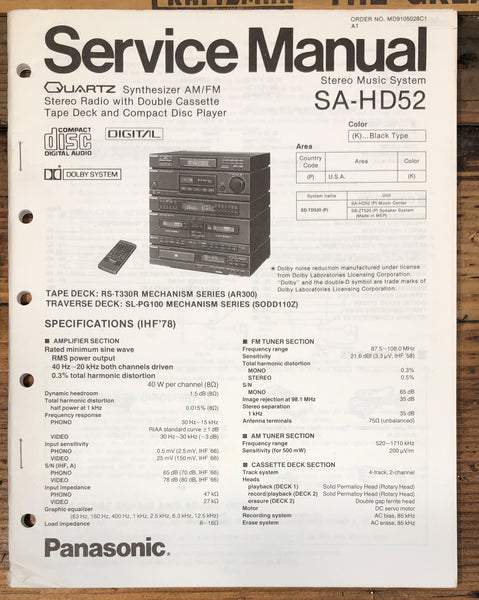 CRAFTSMAN THE GREA
ORDER NO. MD9105028C1
A1
Service Manual
QUARTZ Synthesizer AM/FM
Stereo Radio with Double Cassette
Tape Deck and Compact Disc Player
Stereo Music System
SA-HD52
COMPACT
disc
DIGITAL AUDIO
DIGITAL
DOLBY SYSTEM
Color
(K)...Black Type
Area
Country Code Area Color
(P) U.S.A. (K)
System name Unit
SB-TD520 (P) SA-HD52 (P) Music Center
SB-ZT520 (P) Speaker System
(Made in MEP)
* Dolby noise reduction manufactured under license
from Dolby Laboratories Licensing Corporation.
"Dolby" and the double-D symbol are trade marks of
Dolby Laboratories Licensing Corporation.
TAPE DECK: RS-T330R MECHANISM SERIES (AR300)
TRAVERSE DECK: SL-PG100 MECHANISM SERIES (SODD110Z)
SPECIFICATIONS (IHF'78)
■ AMPLIFIER SECTION
Rated minimum sine wave
RMS power output
40 Hz~20 kHz both channels driven
0.3% total harmonic distortion
40 W per channel (8Ω)
Dynamic headroom 1.5 dB (8Ω)
Total harmonic distortion
half power at 1 kHz 0.015% (8Ω)
Frequency response
PHONO 30 Hz~15 kHz
RIAA standard curve ±1 dB
VIDEO 30 Hz~30 kHz (−3 dB)
Input sensitivity
PHONO 0.5 mV (2.5 mV, IHF '66)
VIDEO 25 mV (150 mV, IHF '66)
S/N (IHF, A)
PHONO 65 dB (70 dB, IHF '66)
VIDEO 78 dB (80 dB, IHF '66)
Input impedance
PHONO 47 kΩ
VIDEO 27 kΩ
Graphic equalizer
(63 Hz, 160 Hz, 400 Hz, 1 kHz, 2.5 kHz, 6.3 kHz, 12.5 kHz)
Load impedance 8~16Ω
■ FM TUNER SECTION
Frequency range 87.5~108.0 MHz
Sensitivity 21.6 dBf (3.3 μV, IHF '58)
Total harmonic distortion
MONO 0.3%
STEREO 0.5%
S/N
MONO 65 dB
Image rejection at 98.1 MHz 35 dB
Stereo separation
1 kHz 35 dB
Antenna terminals 75Ω (unbalanced)
■ AM TUNER SECTION
Frequency range 520~1710 kHz
Sensitivity (for 500 mW) 200 μV/m
■ CASSETTE DECK SECTION
Track system 4-track, 2-channel
Heads
playback (DECK 1) Solid Permalloy Head (Rotary Head)
record/playback (DECK 2) Solid Permalloy Head (Rotary Head)
erasure (DECK 2) Double gap ferrite head
Motor DC servo motor
Recording system AC bias, 85 kHz
Erase system AC erase, 85 kHz
Panasonic